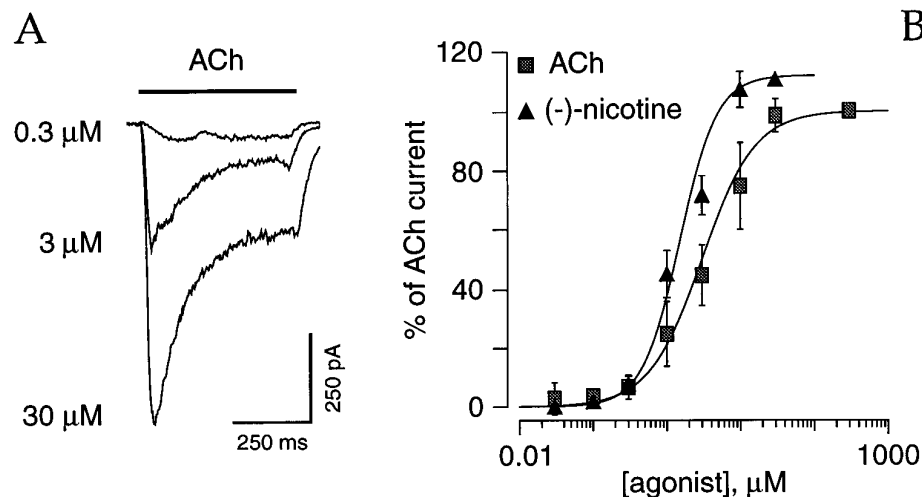 A
ACh
0.3 µM
3 µM
30 µM
250 pA
250 ms
B
120
80
40
0
% of ACh current
ACh
(-)-nicotine
0.01
1000
[agonist], µM